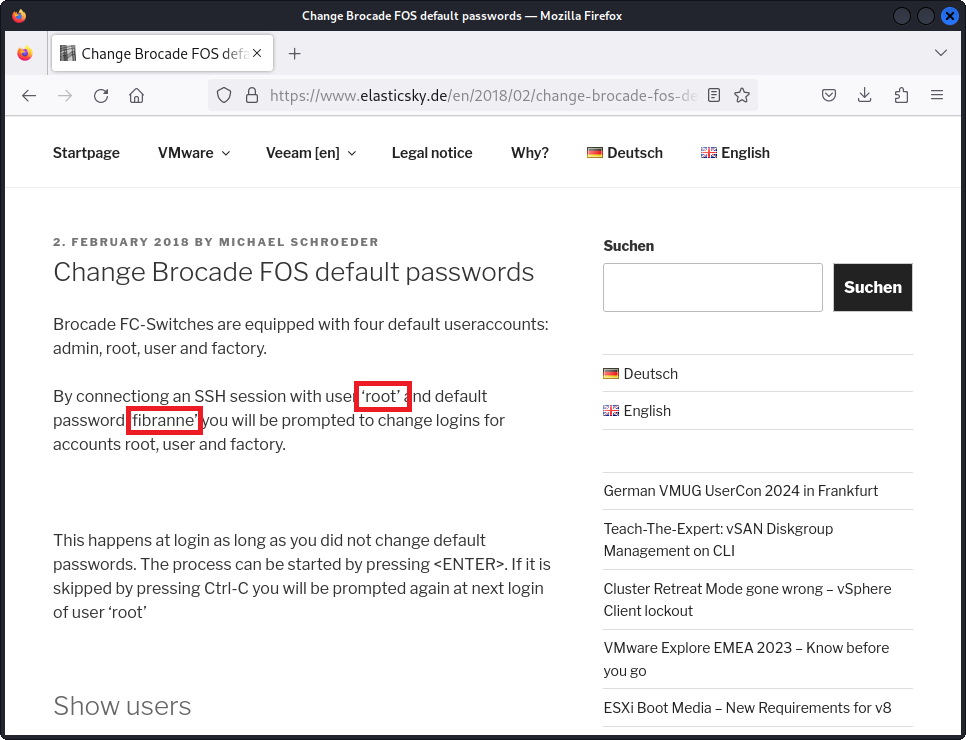 Change Brocade FOS default passwords — Mozilla Firefox
Change Brocade FOS defa
https://www.elasticsky.de/en/2018/02/change-brocade-fos-de
Startpage VMware Veeam [en] Legal notice Why? Deutsch English
2. FEBRUARY 2018 BY MICHAEL SCHROEDER
Change Brocade FOS default passwords
Brocade FC-Switches are equipped with four default useraccounts:
admin, root, user and factory.
By connectiong an SSH session with user ‘root’ and default
password ‘fibranne’ you will be prompted to change logins for
accounts root, user and factory.
This happens at login as long as you did not change default
passwords. The process can be started by pressing <ENTER>. If it is
skipped by pressing Ctrl-C you will be prompted again at next login
of user ‘root’
Show users
Suchen
Suchen
Deutsch
English
German VMUG UserCon 2024 in Frankfurt
Teach-The-Expert: vSAN Diskgroup
Management on CLI
Cluster Retreat Mode gone wrong – vSphere
Client lockout
VMware Explore EMEA 2023 – Know before
you go
ESXi Boot Media – New Requirements for v8